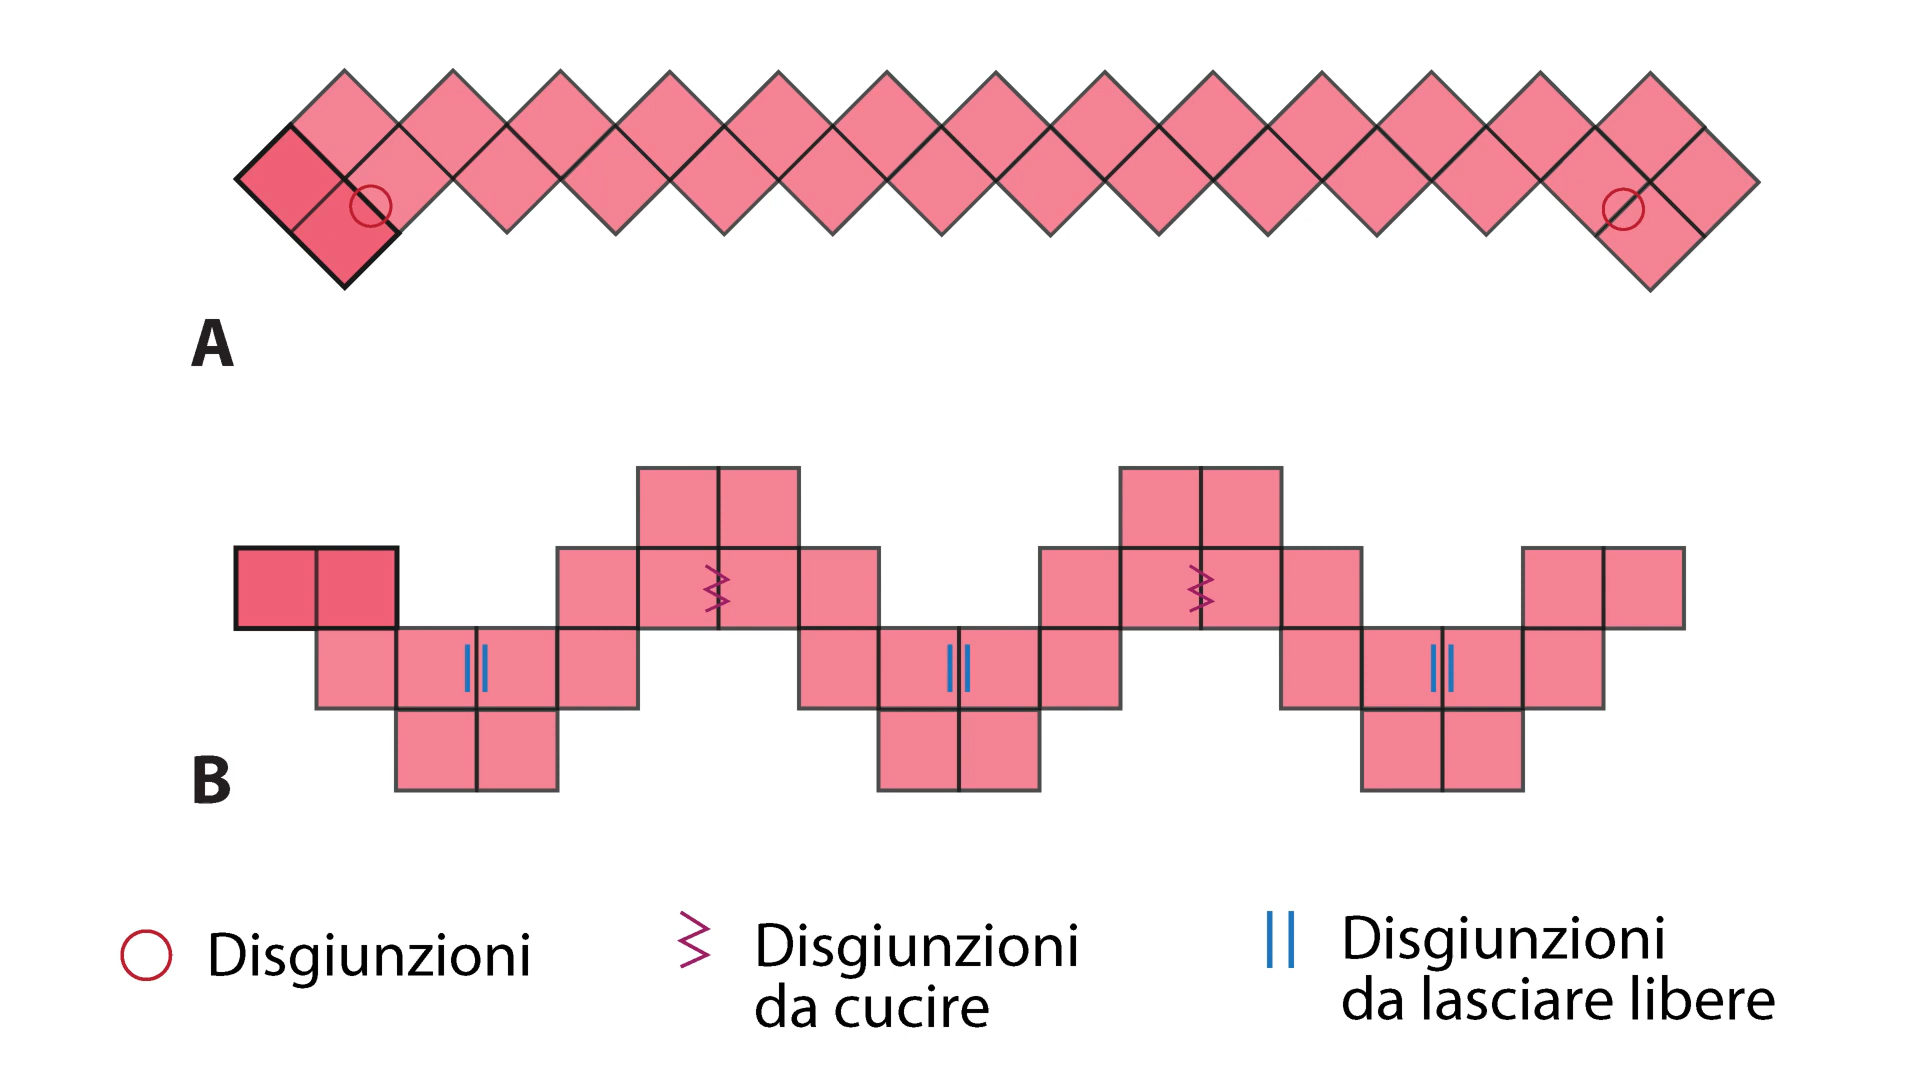 A
B
Disgiunzioni
Disgiunzioni
da cucire
Disgiunzioni
da lasciare libere